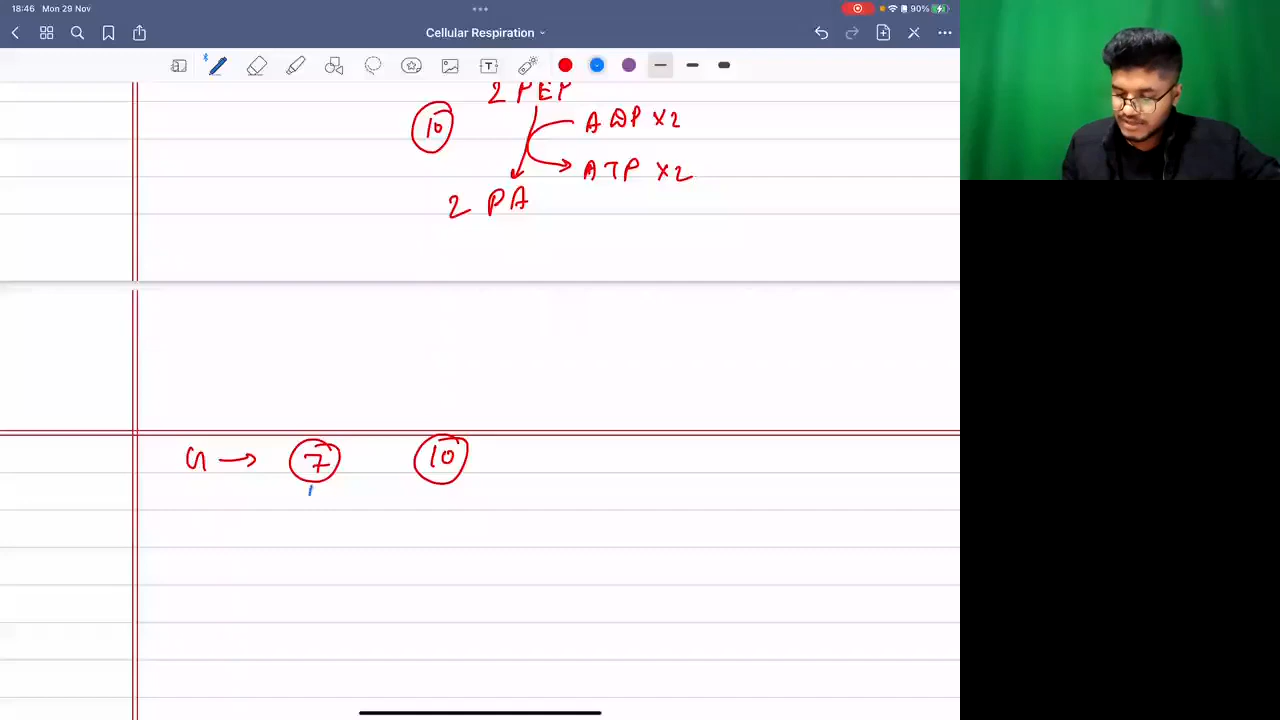 18:46 Mon 29 Nov
90%
Cellular Respiration
2 PEP
10 ADP x2
ATP x2
2 PA
G → 7 10